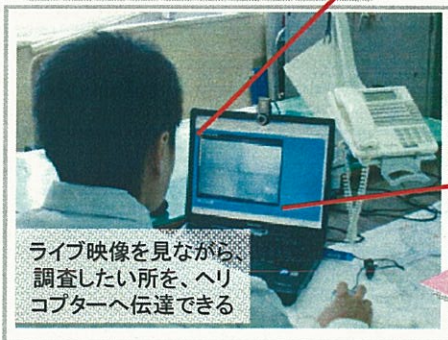 ライブ映像を見ながら、
調査したい所を、ヘリ
コプターへ伝達できる